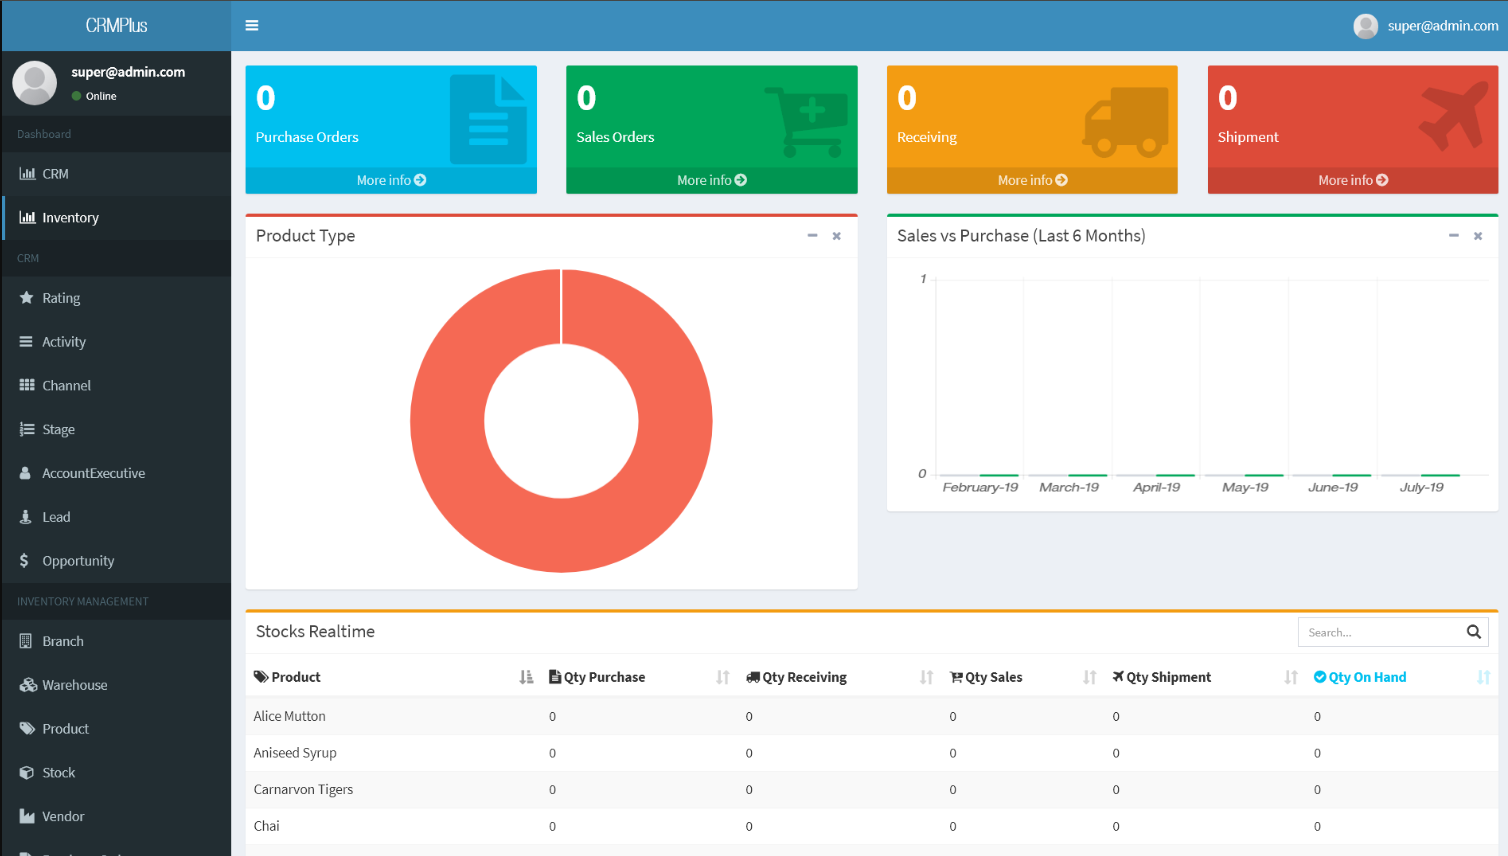 CRMPlus
super@admin.com
super@admin.com
Online
Dashboard
CRM
Inventory
CRM
Rating
Activity
Channel
Stage
AccountExecutive
Lead
Opportunity
INVENTORY MANAGEMENT
Branch
Warehouse
Product
Stock
Vendor
0
Purchase Orders
More info
0
Sales Orders
More info
0
Receiving
More info
0
Shipment
More info
Product Type
Sales vs Purchase (Last 6 Months)
1
0
February-19 March-19 April-19 May-19 June-19 July-19
Stocks Realtime
Search...
Product Qty Purchase Qty Receiving Qty Sales Qty Shipment Qty On Hand
Alice Mutton 0 0 0 0 0
Aniseed Syrup 0 0 0 0 0
Carnarvon Tigers 0 0 0 0 0
Chai 0 0 0 0 0